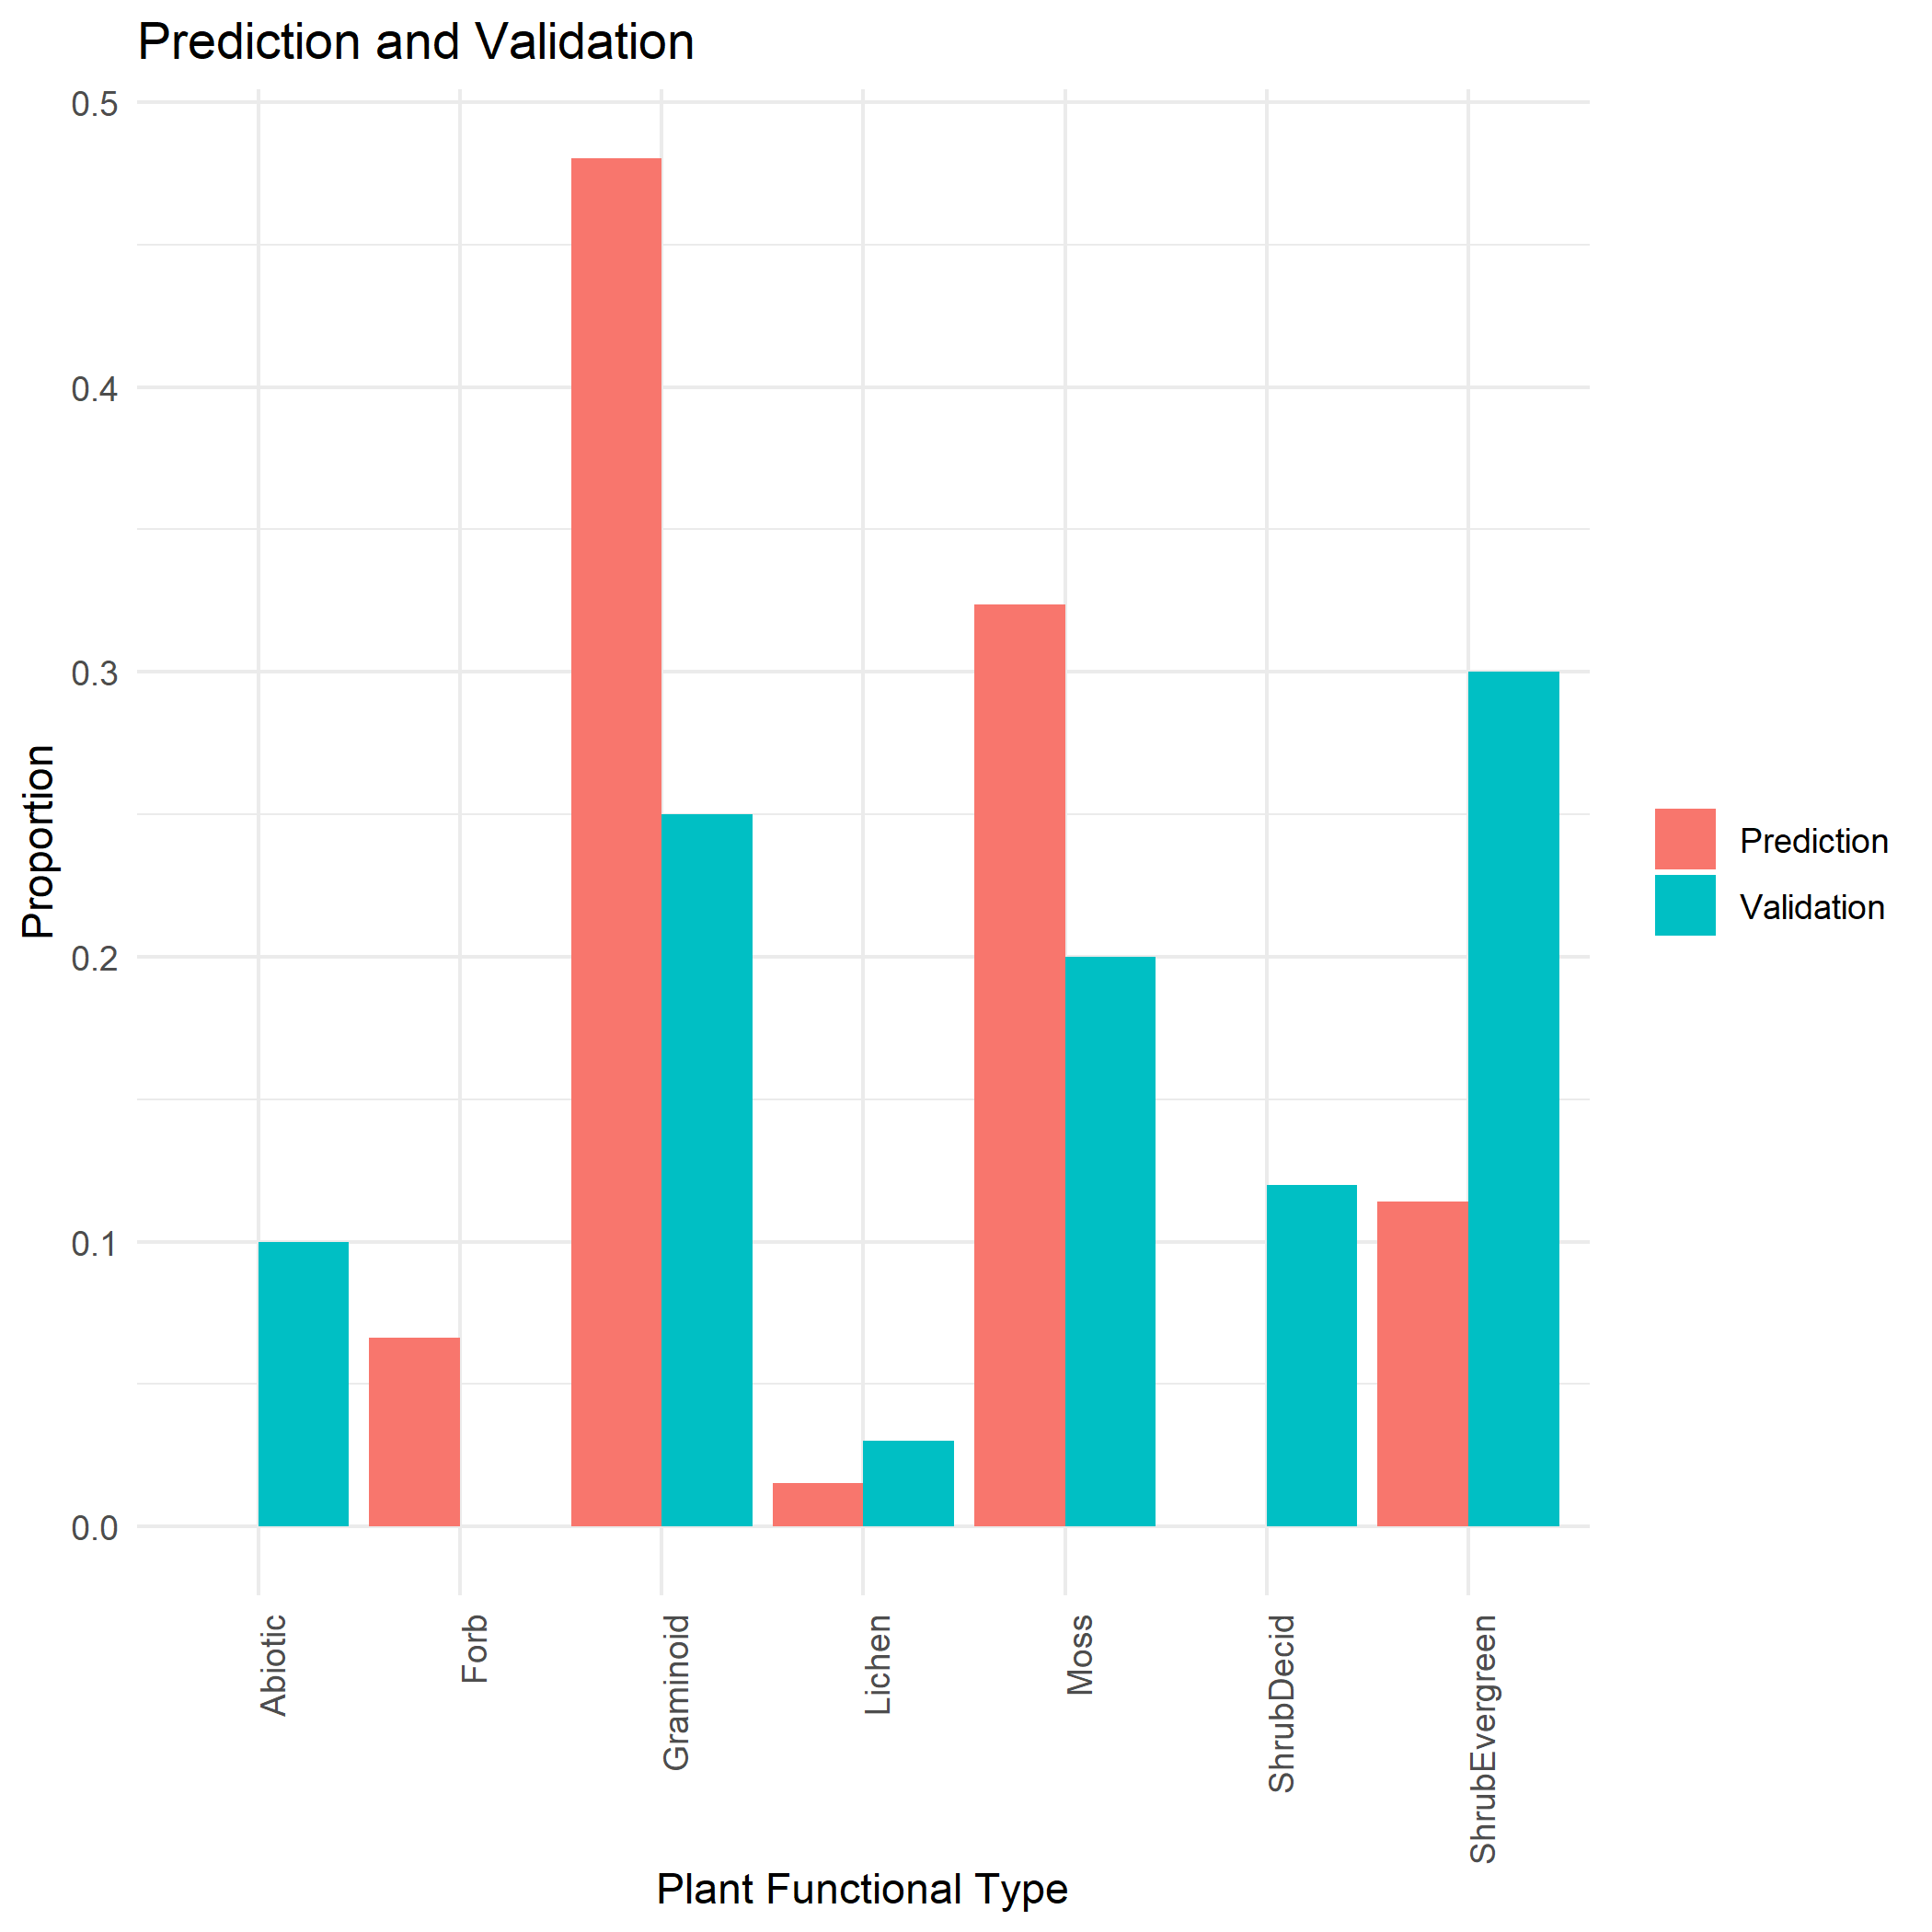 Prediction and Validation
0.5
0.4
0.3
0.2
0.1
0.0
Proportion
Abiotic
Forb
Graminoid
Lichen
Moss
ShrubDecid
ShrubEvergreen
Plant Functional Type
Prediction
Validation